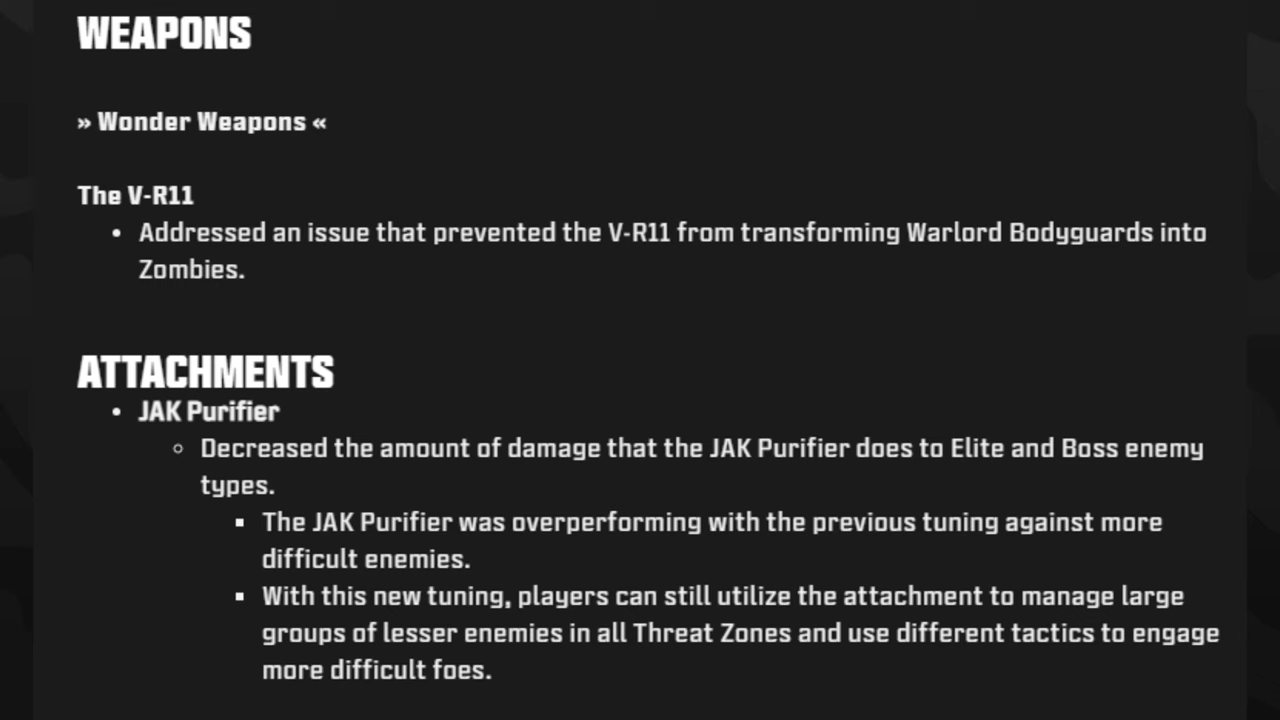 WEAPONS
» Wonder Weapons «
The V-R11
• Addressed an issue that prevented the V-R11 from transforming Warlord Bodyguards into
Zombies.
ATTACHMENTS
• JAK Purifier
◦ Decreased the amount of damage that the JAK Purifier does to Elite and Boss enemy
types.
▪ The JAK Purifier was overperforming with the previous tuning against more
difficult enemies.
▪ With this new tuning, players can still utilize the attachment to manage large
groups of lesser enemies in all Threat Zones and use different tactics to engage
more difficult foes.